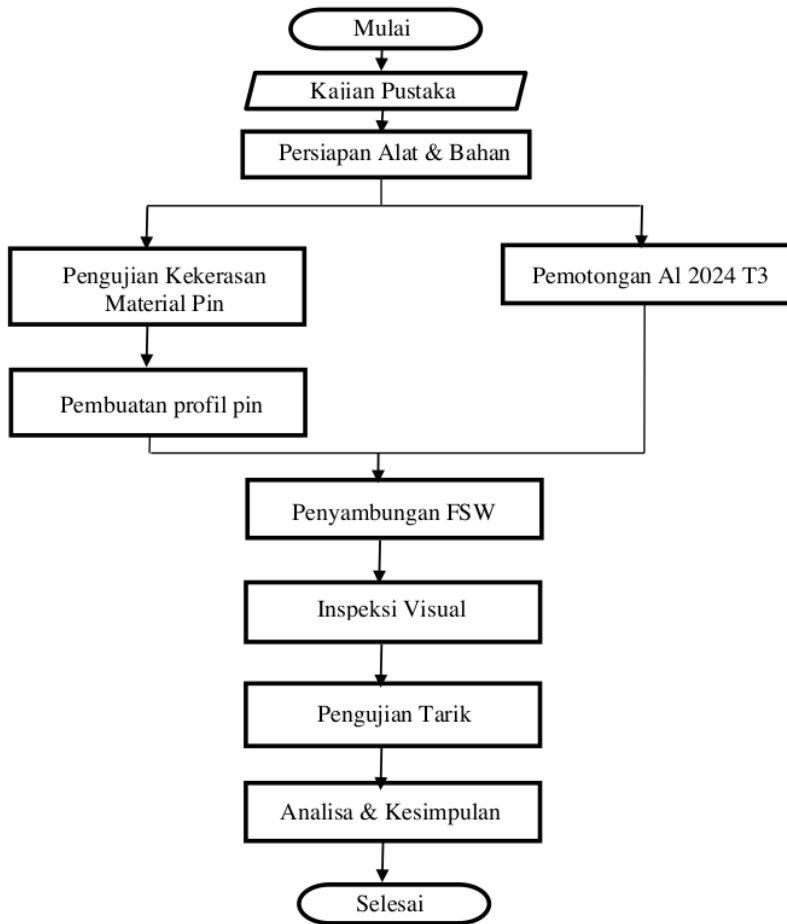 Mulai
Kajian Pustaka
Persiapan Alat & Bahan
Pengujian Kekerasan
Material Pin
Pemotongan Al 2024 T3
Pembuatan profil pin
Penyambungan FSW
Inspeksi Visual
Pengujian Tarik
Analisa & Kesimpulan
Selesai